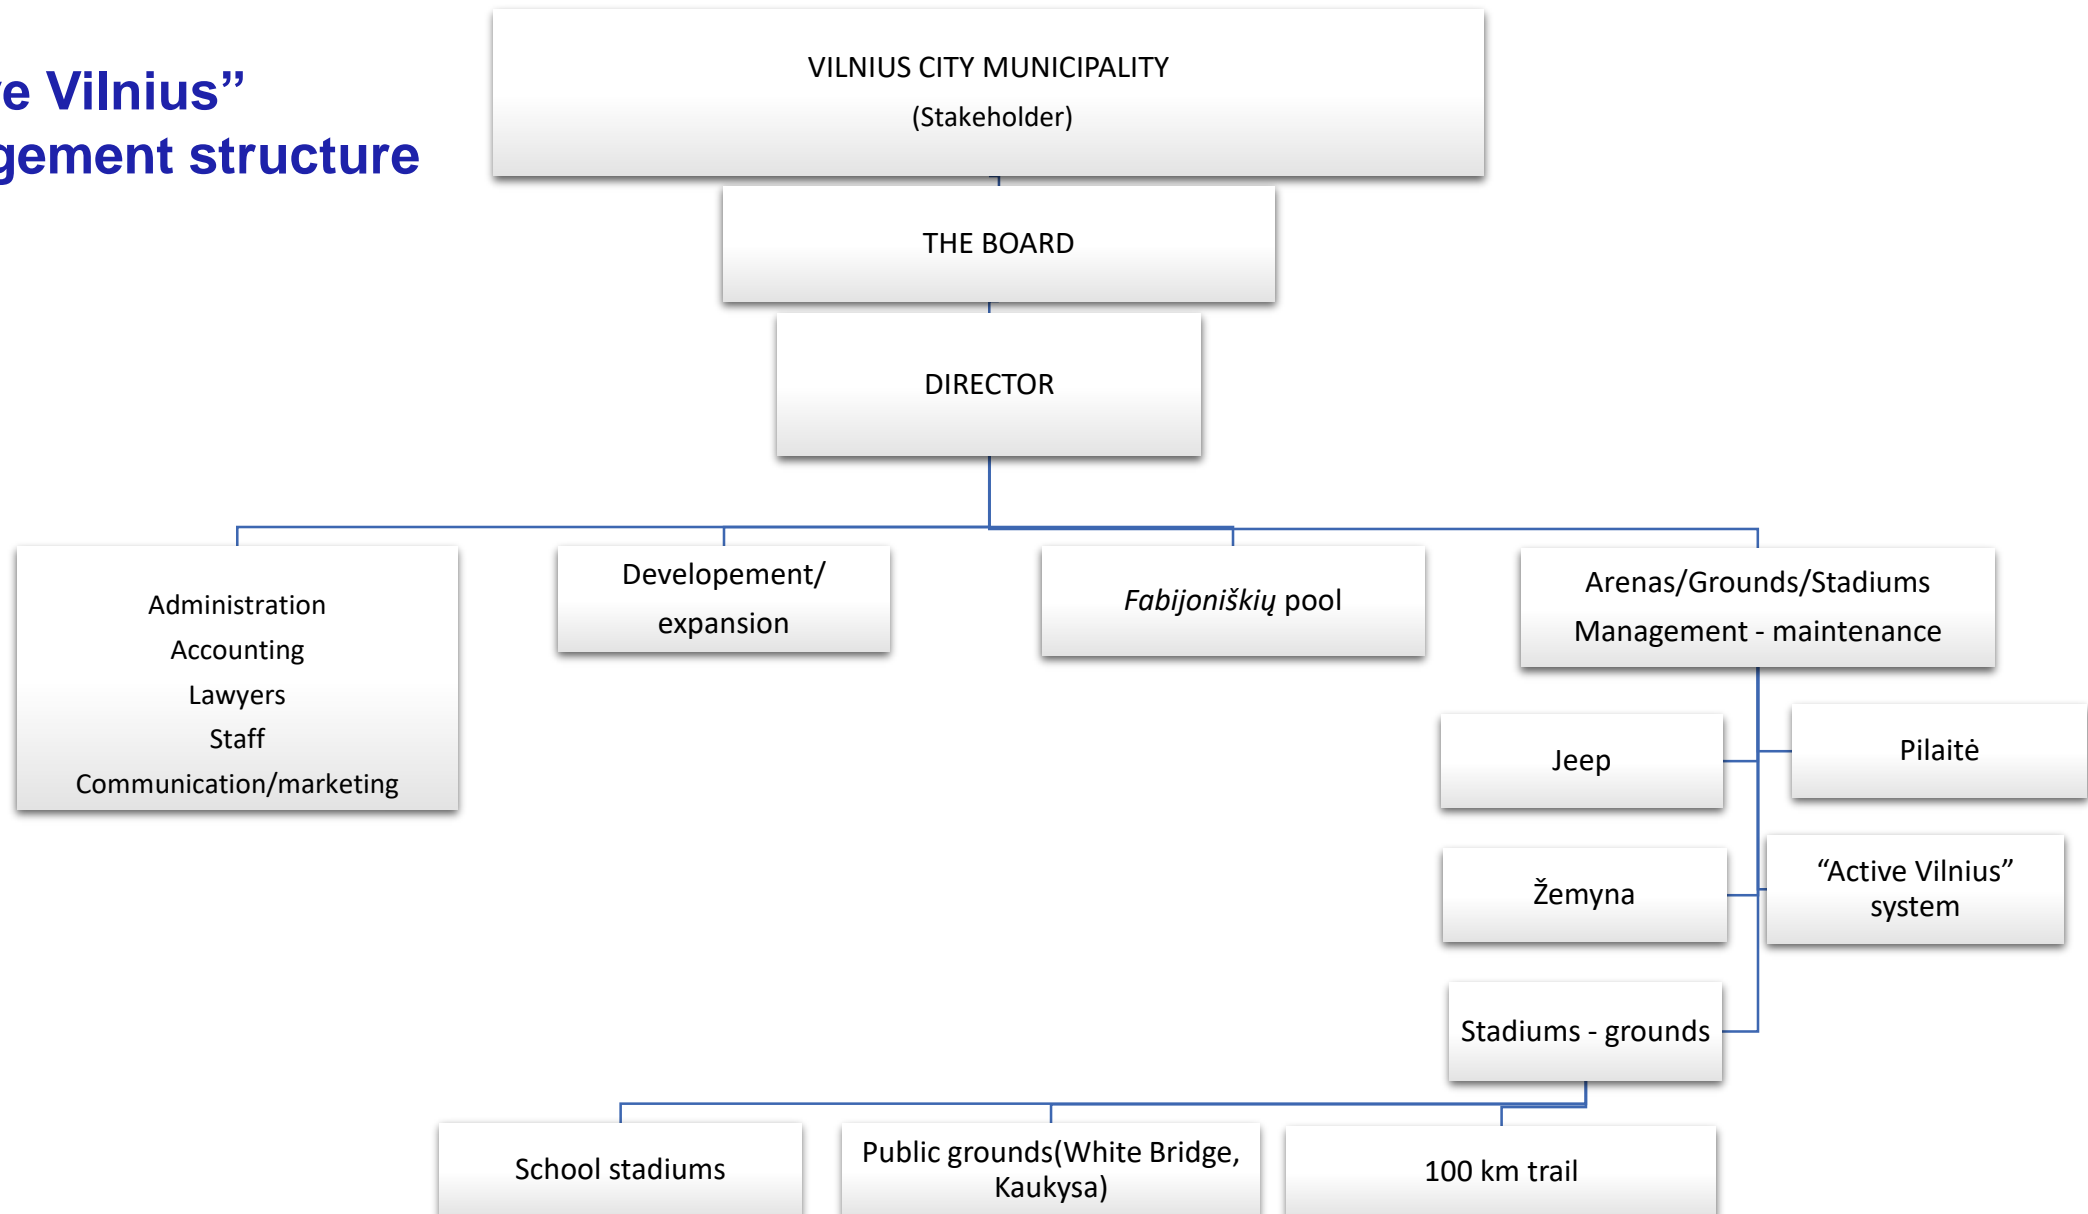 ve Vilnius”
gement structure
VILNIUS CITY MUNICIPALITY
(Stakeholder)
THE BOARD
DIRECTOR
Administration
Accounting
Lawyers
Staff
Communication/marketing
Developement/
expansion
Fabijoniškių pool
Arenas/Grounds/Stadiums
Management - maintenance
Jeep
Pilaitė
Žemyna
“Active Vilnius”
system
Stadiums - grounds
School stadiums
Public grounds(White Bridge,
Kaukysa)
100 km trail